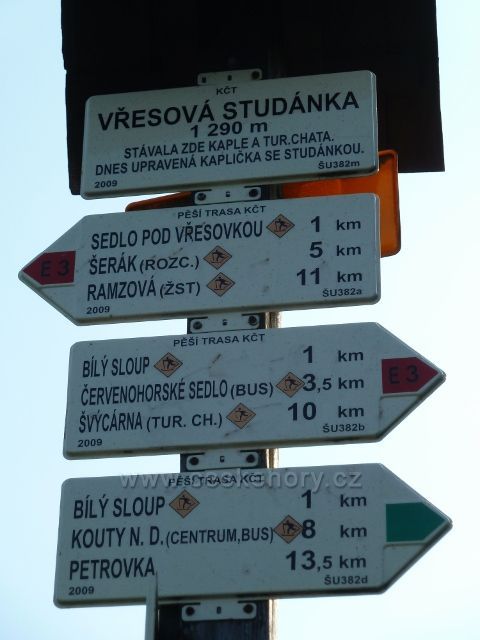 KČT
VŘESOVÁ STUDÁNKA
1 290 m
STÁVALA ZDE KAPLE A TUR.CHATA.
DNES UPRAVENÁ KAPLIČKA SE STUDÁNKOU.
2009 ŠU382m
PĚŠÍ TRASA KČT
SEDLO POD VŘESOVKOU 1 km
E 3 ŠERÁK (ROZC.) 5 km
RAMZOVÁ (ŽST) 11 km
2009 ŠU382a
PĚŠÍ TRASA KČT
BÍLÝ SLOUP 1 km
ČERVENOHORSKÉ SEDLO (BUS) 3,5 km E 3
ŠVÝCÁRNA (TUR. CH.) 10 km
2009 ŠU382b
www.ceskehory.cz
PĚŠÍ TRASA KČT
BÍLÝ SLOUP 1 km
KOUTY N. D. (CENTRUM,BUS) 8 km
PETROVKA 13,5 km
2009 ŠU382d